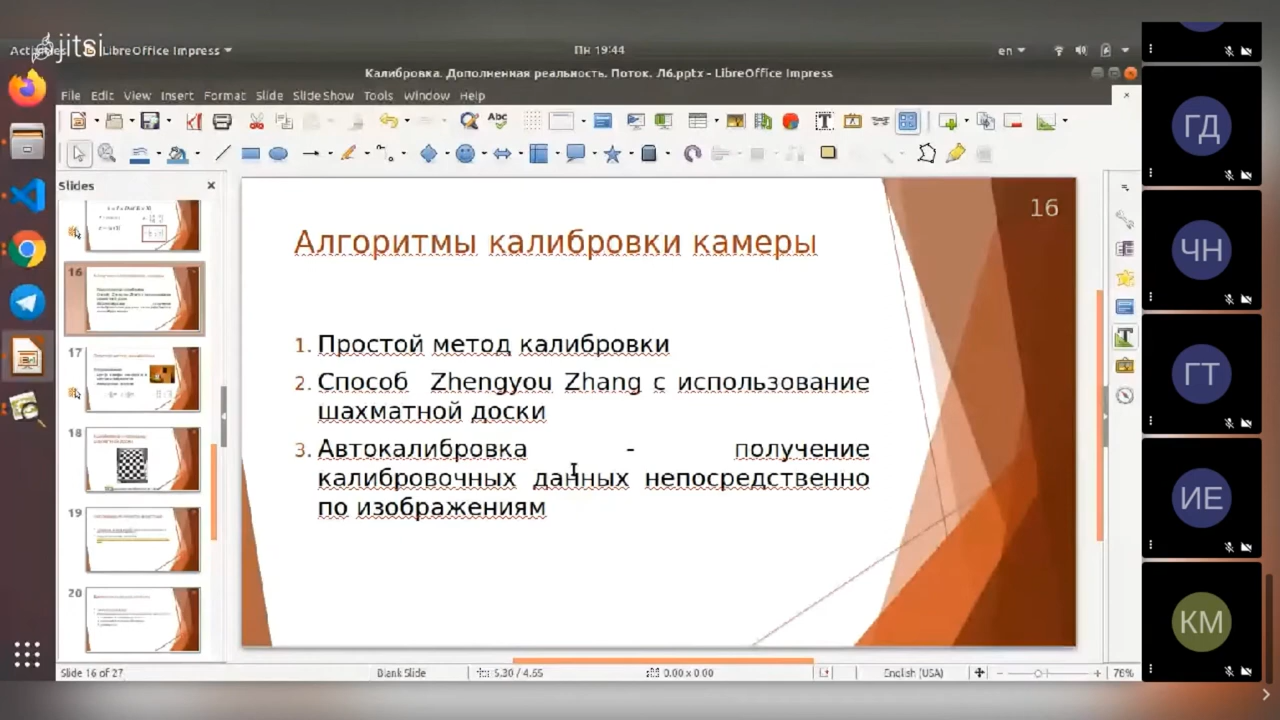 jitsi
LibreOffice Impress
Пн 19:44
en
Калибровка. Дополненная реальность. Поток. Л6.pptx - LibreOffice Impress
File Edit View Insert Format Slide Slide Show Tools Window Help
Slides
16
17
18
19
20
16
Алгоритмы калибровки камеры
1. Простой метод калибровки
2. Способ Zhengyou Zhang с использование
шахматной доски
3. Автокалибровка - получение
калибровочных данных непосредственно
по изображениям
ГД
ЧН
ГТ
ИЕ
КМ
Slide 16 of 27
Blank Slide
5.30 / 4.65
0.00 x 0.00
English (USA)
76%